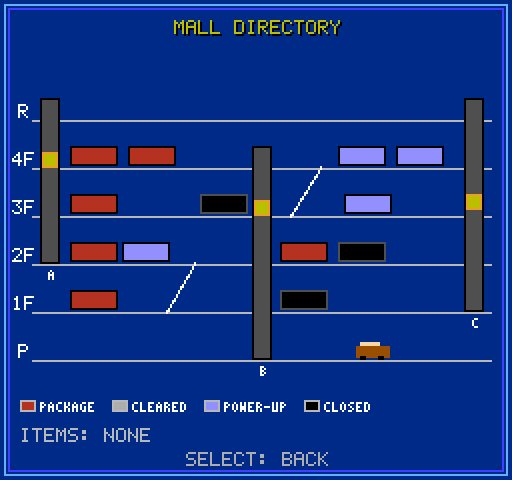 MALL DIRECTORY
R
4F
3F
2F
A
1F
C
P
B
PACKAGE CLEARED POWER-UP CLOSED
ITEMS: NONE
SELECT: BACK